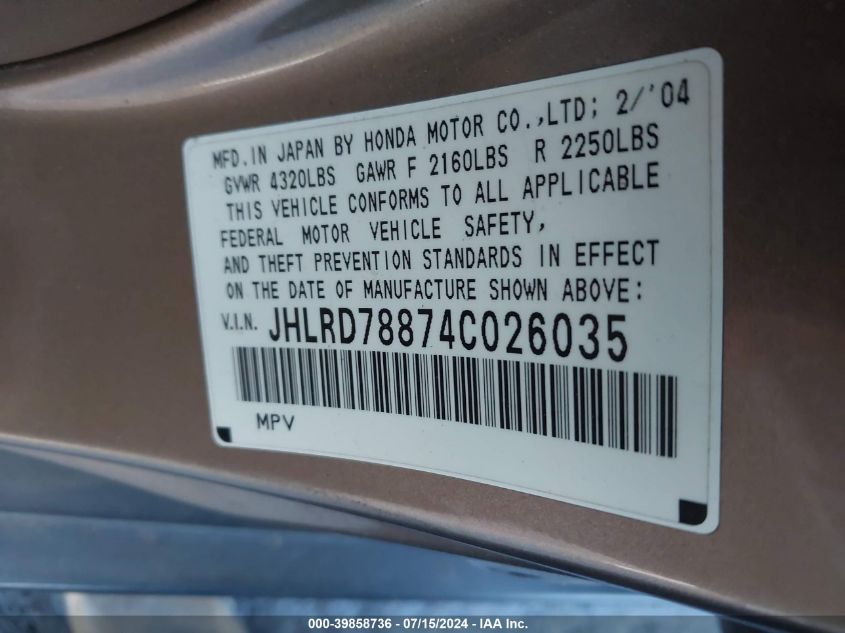 MFD.IN JAPAN BY HONDA MOTOR CO.,LTD; 2/'04
GVWR 4320LBS GAWR F 2160LBS R 2250LBS
THIS VEHICLE CONFORMS TO ALL APPLICABLE
FEDERAL MOTOR VEHICLE SAFETY,
AND THEFT PREVENTION STANDARDS IN EFFECT
ON THE DATE OF MANUFACTURE SHOWN ABOVE:
V.I.N. JHLRD78874C026035
MPV
000-39858736 - 07/15/2024 - IAA Inc.